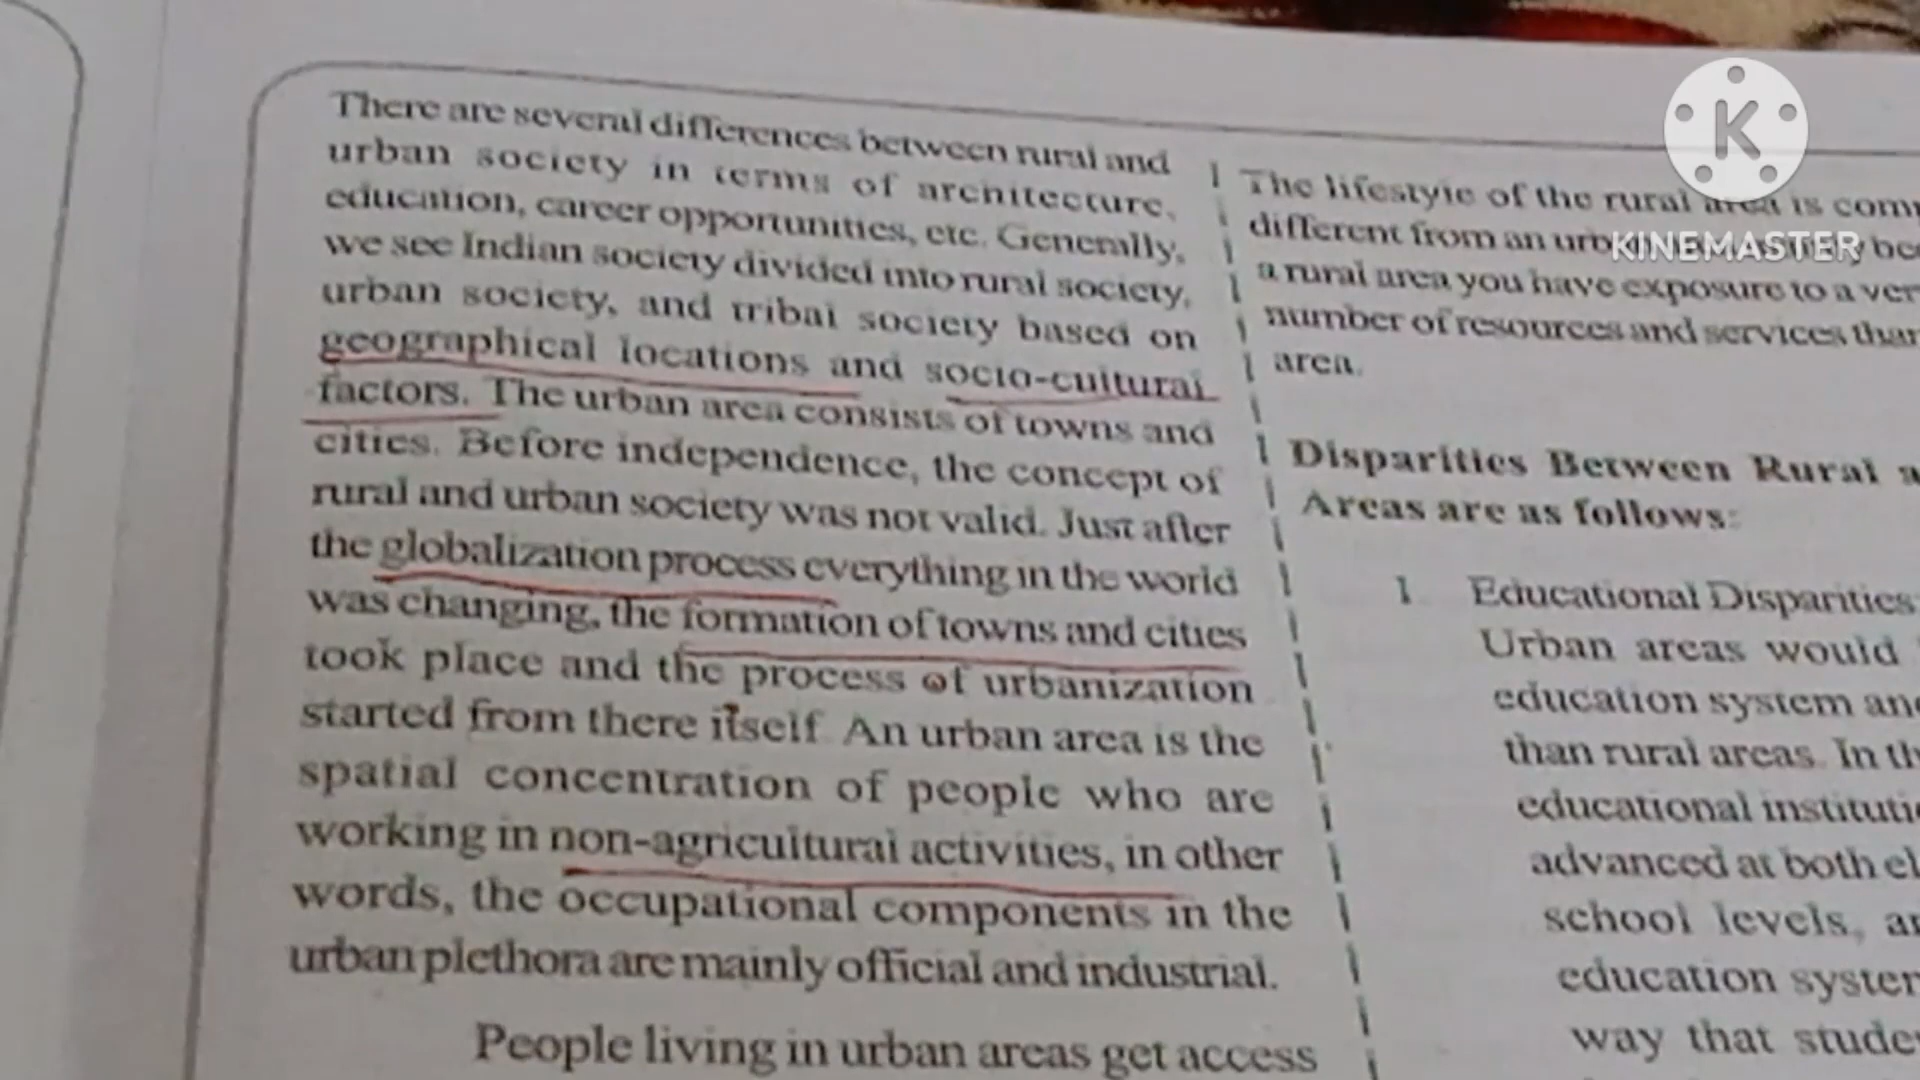 There are several differences between rural and
urban society in terms of architecture,
education, career opportunities, etc. Generally,
we see Indian society divided into rural society,
urban society, and tribal society based on
geographical locations and socio-cultural
factors. The urban area consists of towns and
cities. Before independence, the concept of
rural and urban society was not valid. Just after
the globalization process everything in the world
was changing, the formation of towns and cities
took place and the process of urbanization
started from there itself. An urban area is the
spatial concentration of people who are
working in non-agricultural activities, in other
words, the occupational components in the
urban plethora are mainly official and industrial.
People living in urban areas get access
The lifestyle of the rural area is
different from an
a rural area you have exposure to a
number of resources and services
area.
Disparities Between Rural
Areas are as follows:
1. Educational Disparities
Urban areas would
education system
than rural areas. In
educational
advanced at both
school levels,
education
way that
K
KINEMASTER